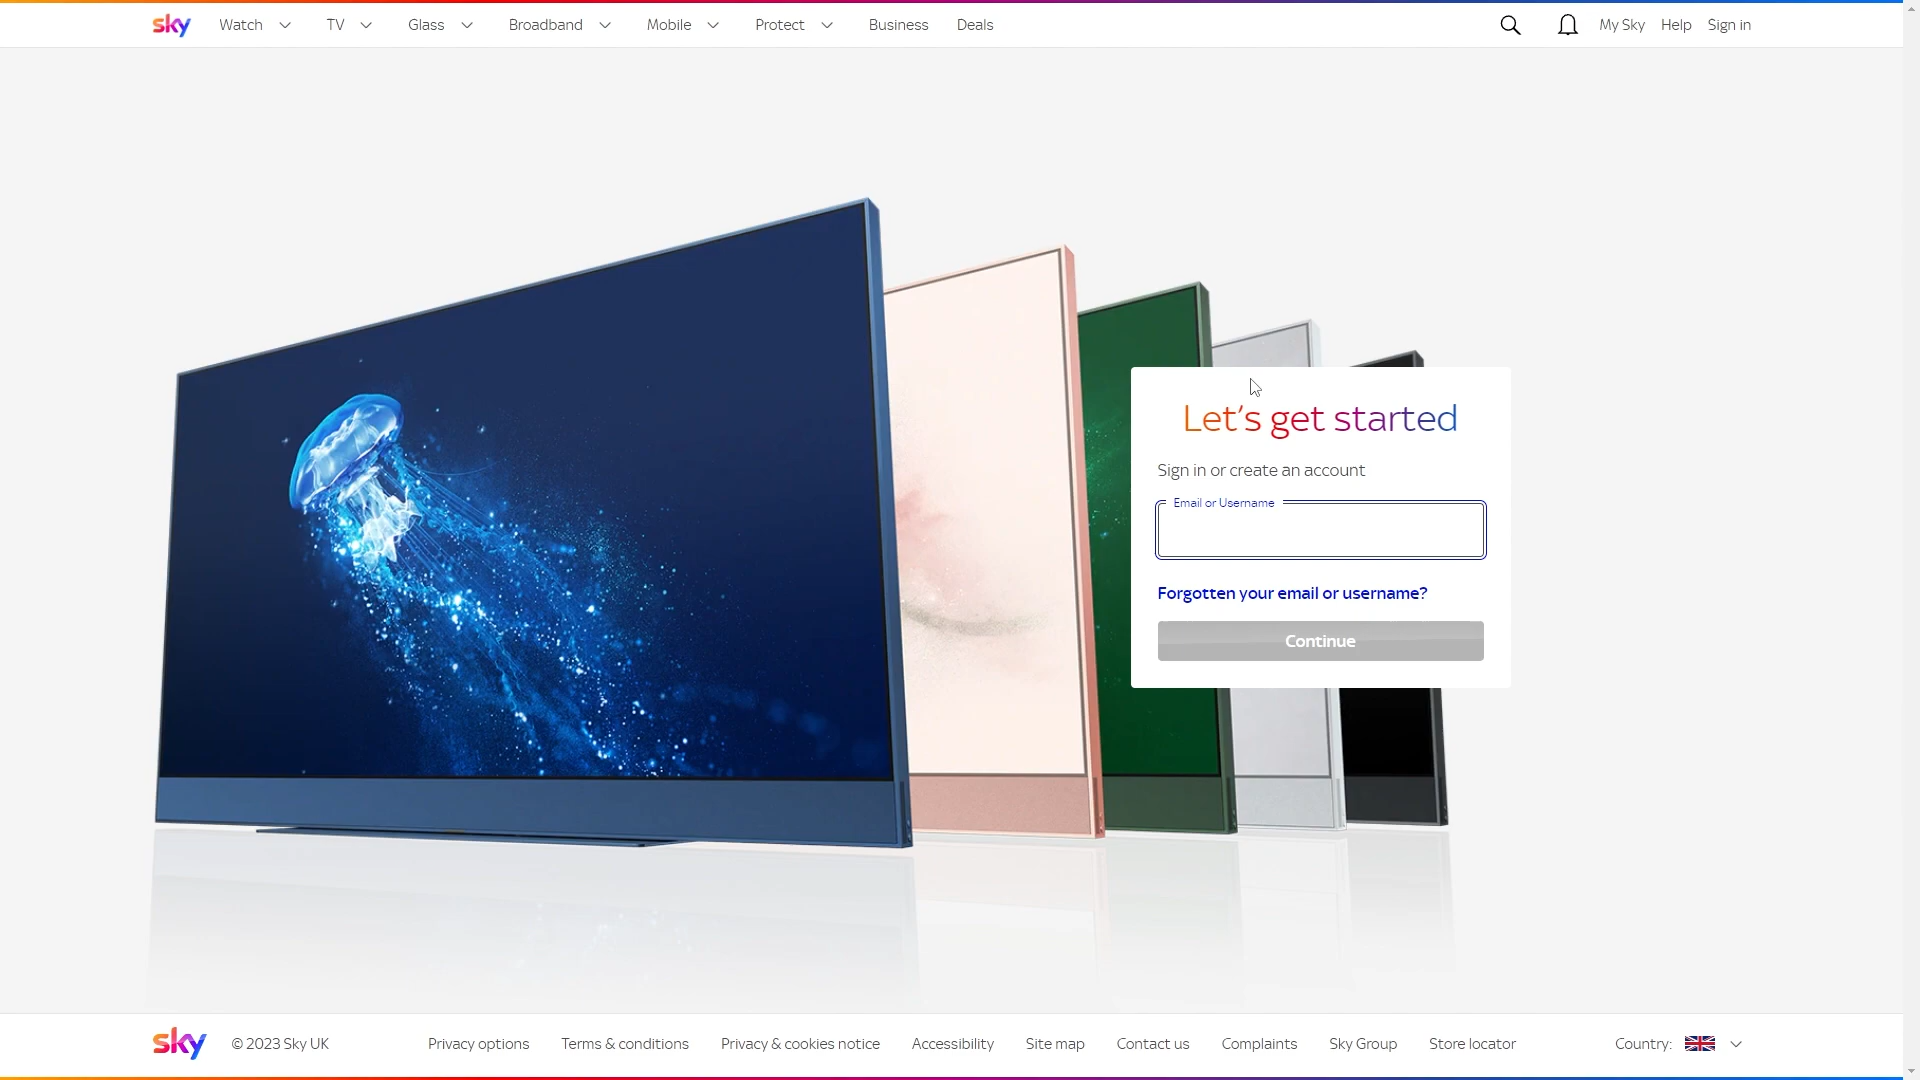 sky Watch TV Glass Broadband Mobile Protect Business Deals My Sky Help Sign in
Let's get started
Sign in or create an account
Email or Username
Forgotten your email or username?
Continue
sky © 2023 Sky UK Privacy options Terms & conditions Privacy & cookies notice Accessibility Site map Contact us Complaints Sky Group Store locator Country: